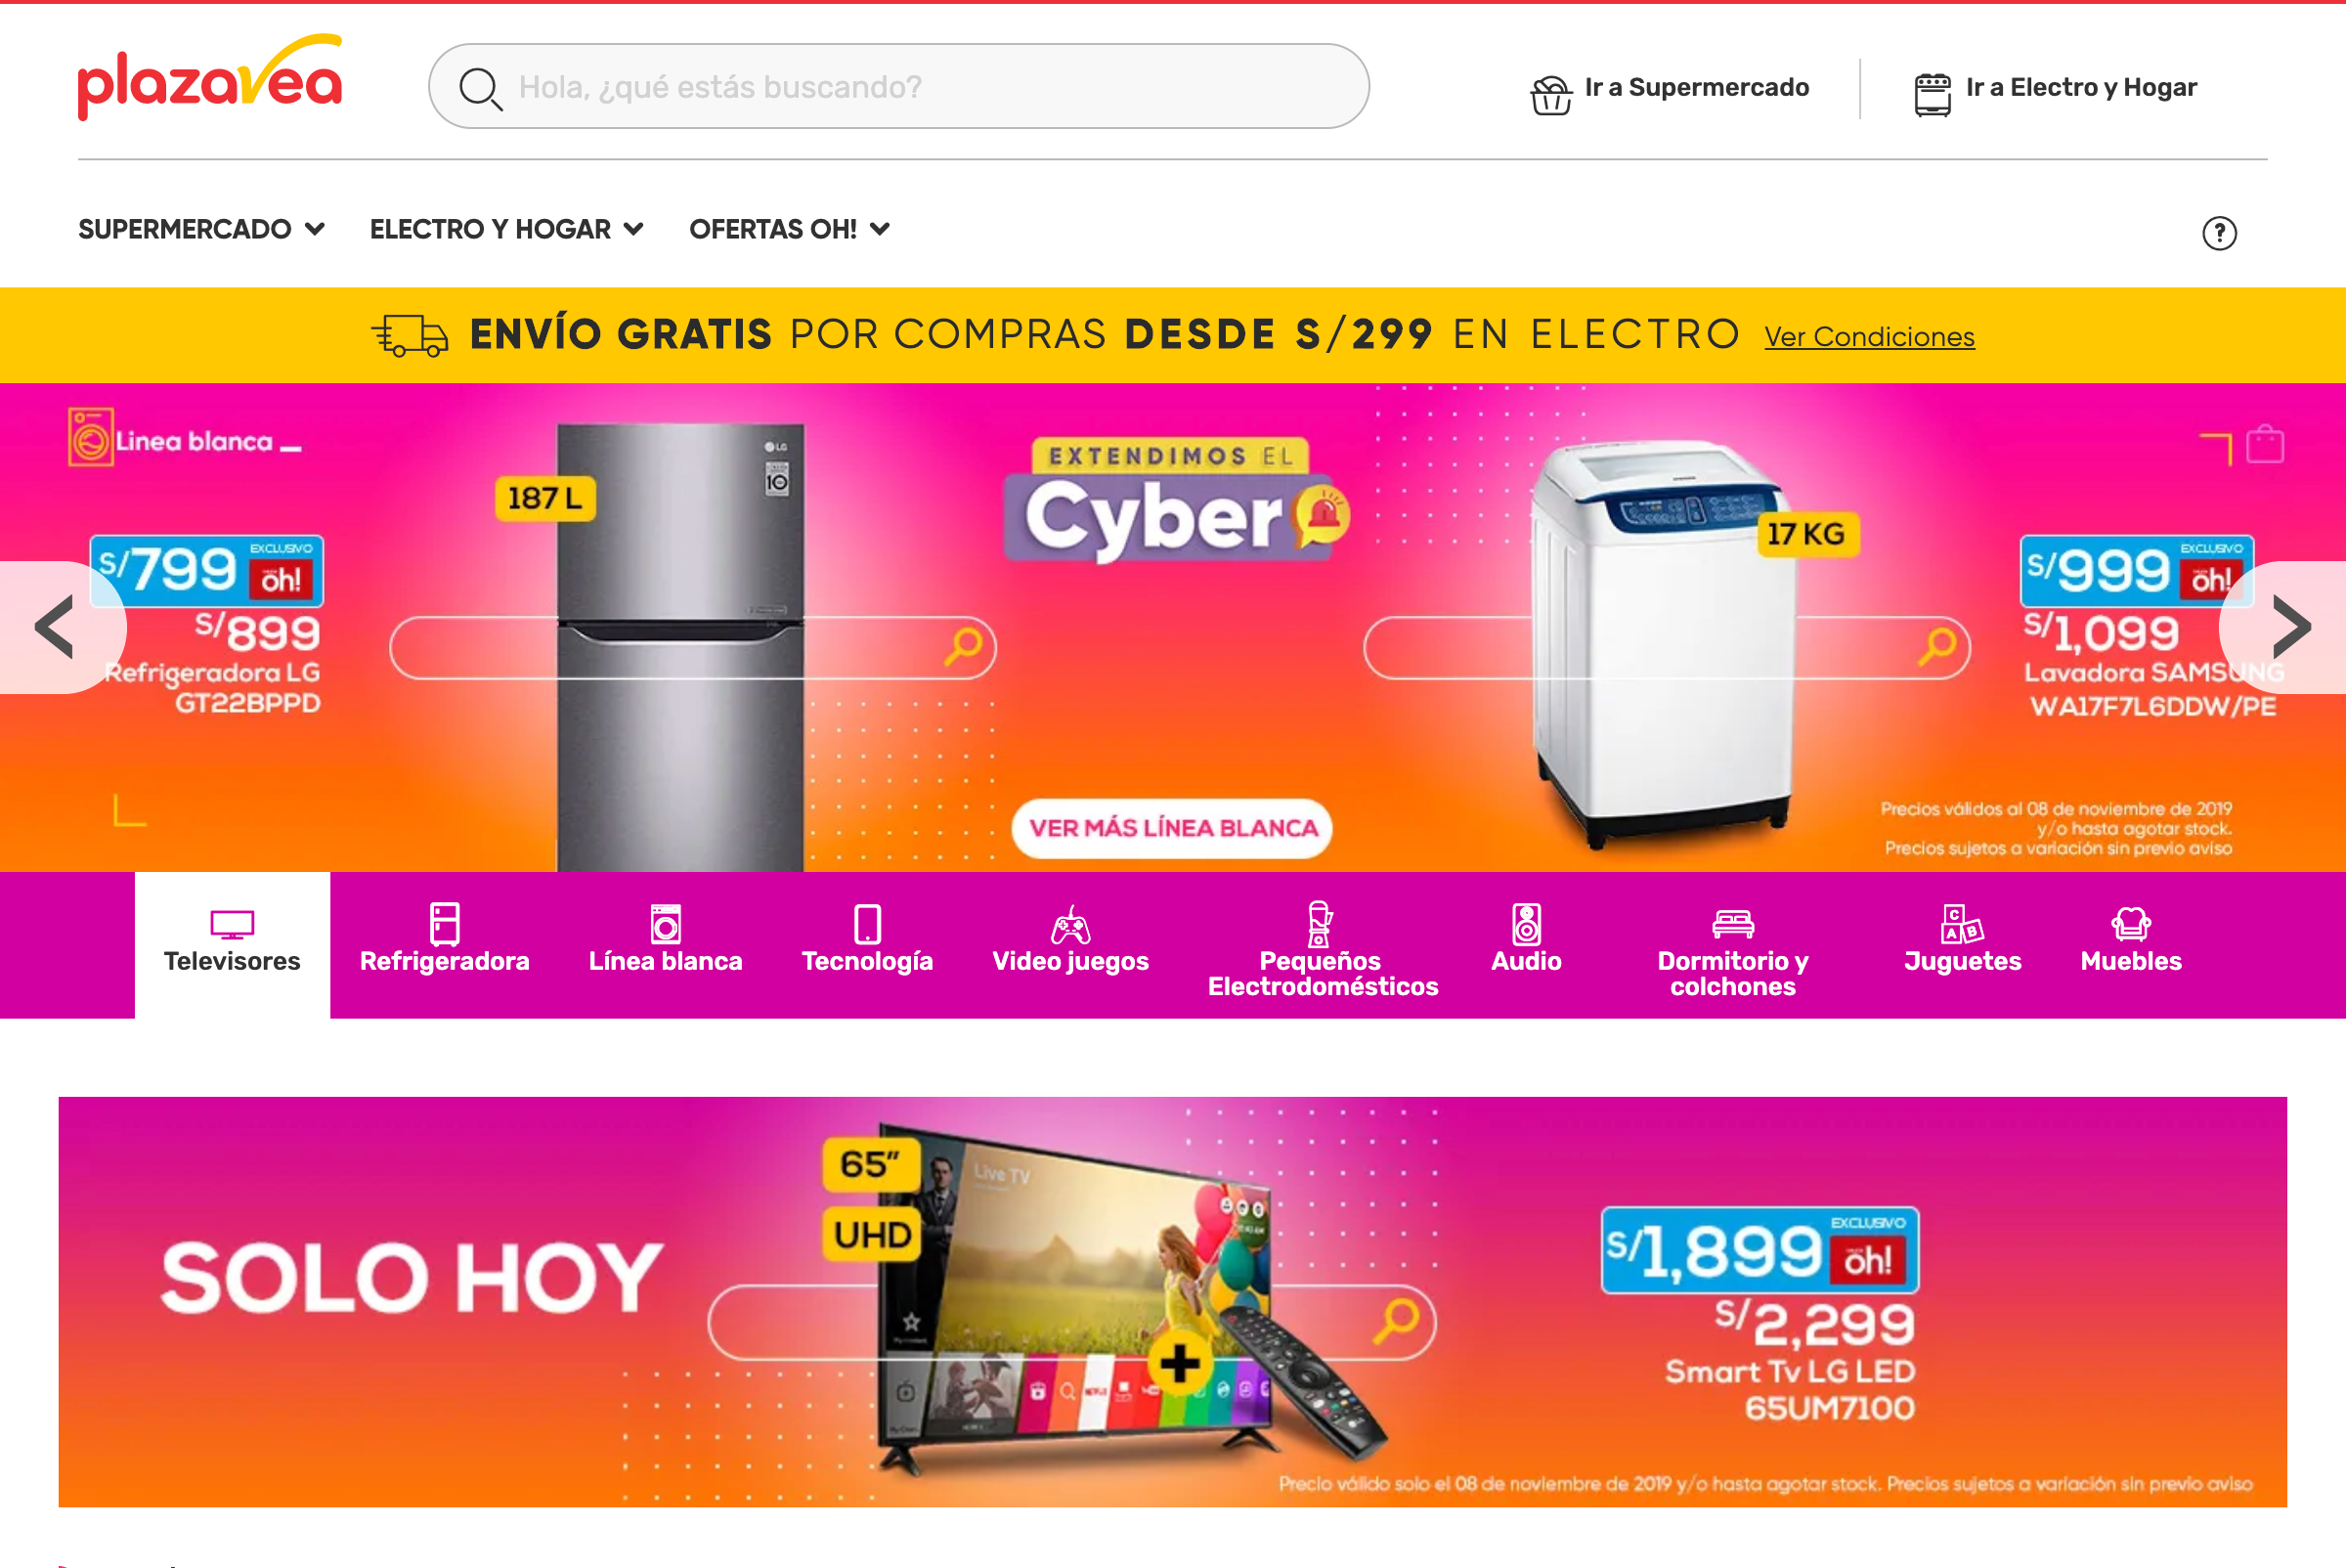 plazavea
Hola, ¿qué estás buscando?
Ir a Supermercado
Ir a Electro y Hogar
SUPERMERCADO
ELECTRO Y HOGAR
OFERTAS OH!
?
ENVÍO GRATIS POR COMPRAS DESDE S/299 EN ELECTRO Ver Condiciones
Linea blanca
187 L
LG
10
S/799 EXCLUSIVO oh!
S/899
Refrigeradora LG
GT22BPPD
EXTENDIMOS EL
Cyber
VER MÁS LÍNEA BLANCA
17 KG
S/999 EXCLUSIVO oh!
S/1,099
Lavadora SAMSUNG
WA17F7L6DDW/PE
Precios válidos al 08 de noviembre de 2019
y/o hasta agotar stock.
Precios sujetos a variación sin previo aviso
Televisores
Refrigeradora
Línea blanca
Tecnología
Video juegos
Pequeños
Electrodomésticos
Audio
Dormitorio y
colchones
Juguetes
Muebles
SOLO HOY
65"
UHD
Live TV
S/1,899 EXCLUSIVO oh!
S/2,299
Smart Tv LG LED
65UM7100
Precio válido solo el 08 de noviembre de 2019 y/o hasta agotar stock. Precios sujetos a variación sin previo aviso